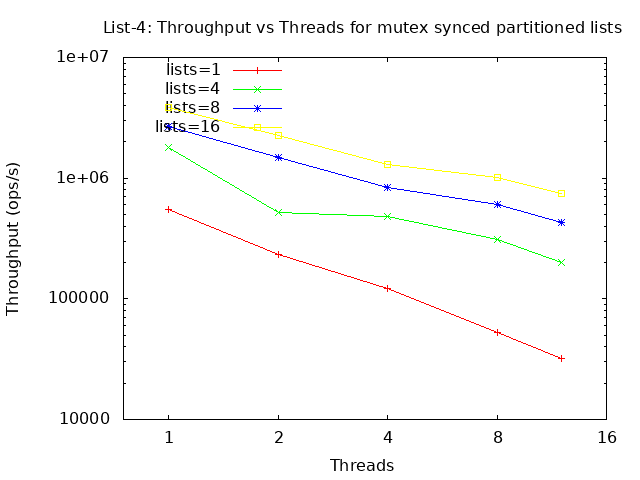 List-4: Throughput vs Threads for mutex synced partitioned lists
1e+07
lists=1
lists=4
lists=8
lists=16
1e+06
Throughput (ops/s)
100000
10000
1 2 4 8 16
Threads